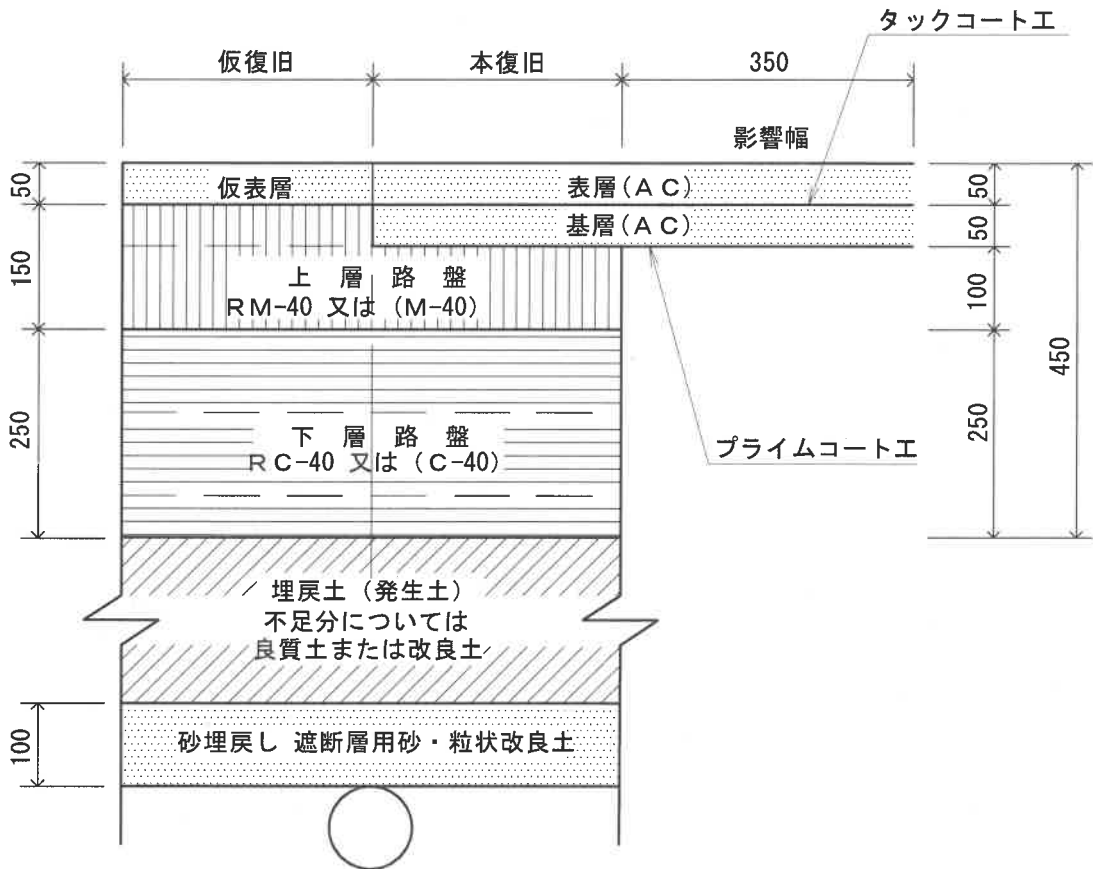 タックコート工
仮復旧
本復旧
350
影響幅
50
仮表層
表層(AC)
50
基層(AC)
50
150
上層路盤
RM-40 又は (M-40)
100
450
250
下層路盤
RC-40 又は (C-40)
250
プライムコート工
埋戻土 (発生土)
不足分については
良質土または改良土
100
砂埋戻し 遮断層用砂・粒状改良土